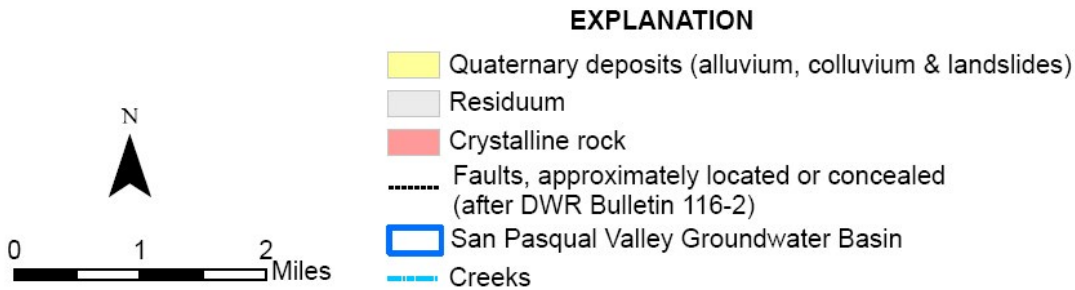 EXPLANATION
Quaternary deposits (alluvium, colluvium & landslides)
Residuum
Crystalline rock
Faults, approximately located or concealed
(after DWR Bulletin 116-2)
San Pasqual Valley Groundwater Basin
Creeks
N
0 1 2
Miles